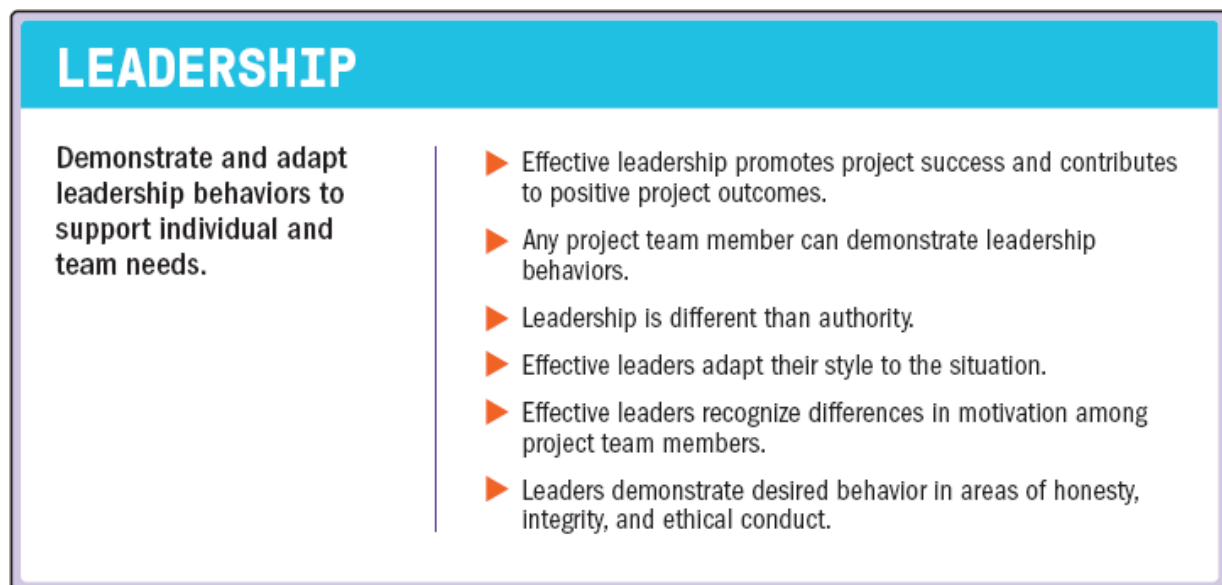 LEADERSHIP
Demonstrate and adapt
leadership behaviors to
support individual and
team needs.
Effective leadership promotes project success and contributes
to positive project outcomes.
Any project team member can demonstrate leadership
behaviors.
Leadership is different than authority.
Effective leaders adapt their style to the situation.
Effective leaders recognize differences in motivation among
project team members.
Leaders demonstrate desired behavior in areas of honesty,
integrity, and ethical conduct.